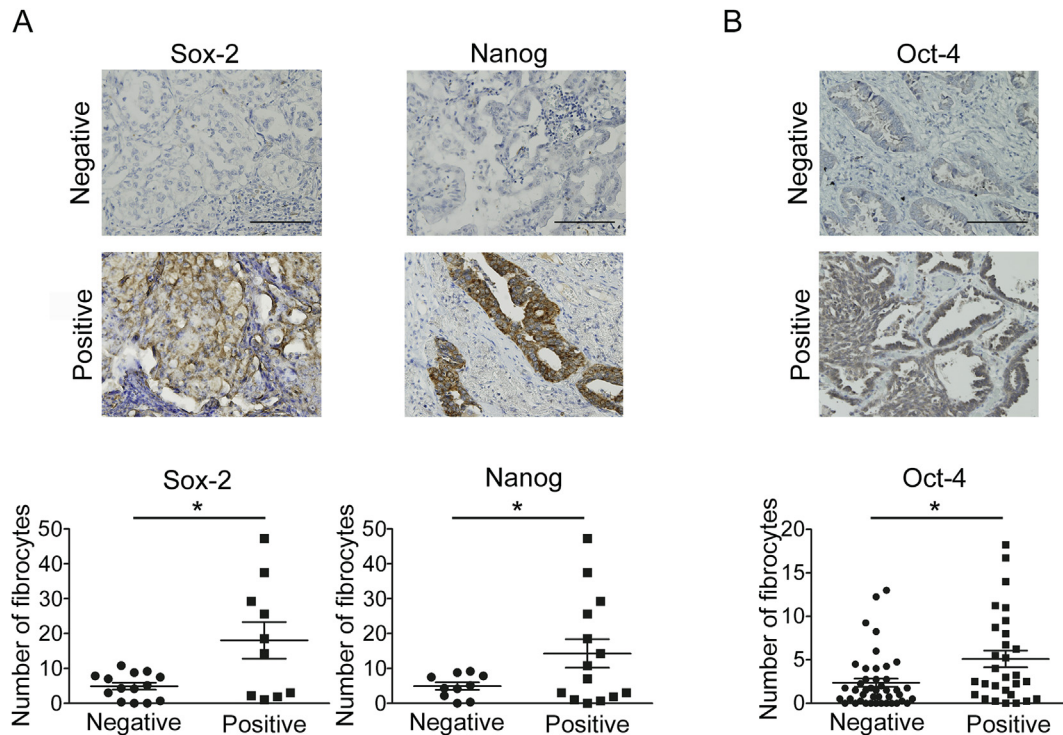 A
B
Sox-2
Nanog
Oct-4
Negative
Negative
Positive
Positive
Sox-2
Nanog
Oct-4
*
*
*
Number of fibrocytes
50
40
30
20
10
0
Negative
Positive
Number of fibrocytes
50
40
30
20
10
0
Negative
Positive
Number of fibrocytes
20
15
10
5
0
Negative
Positive